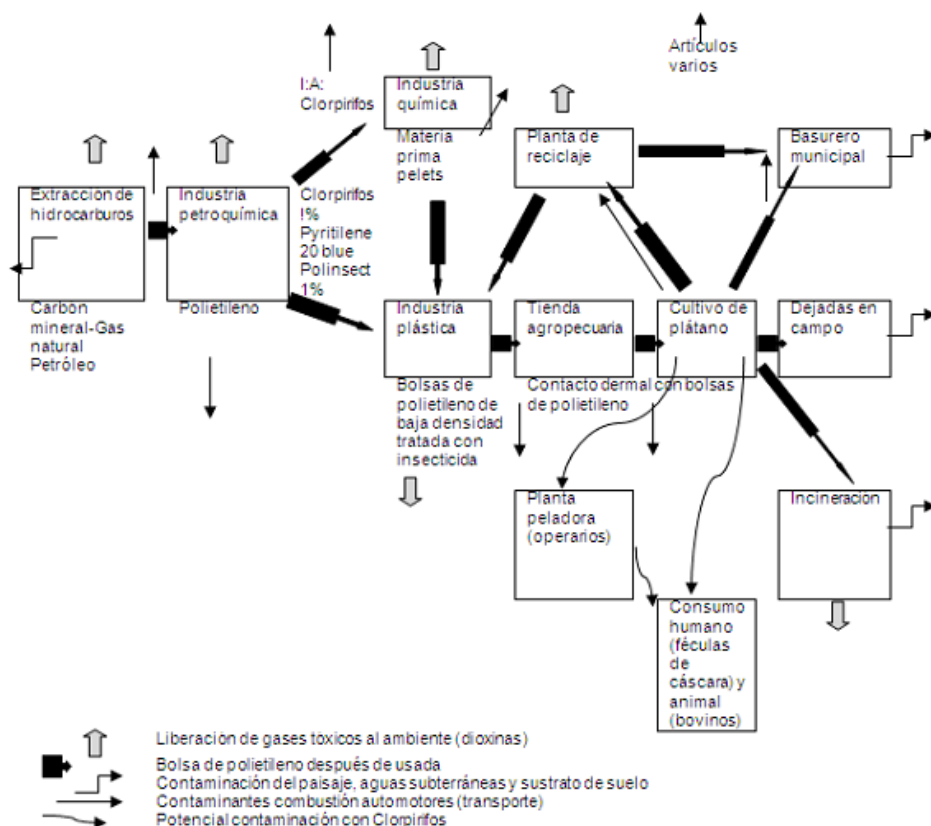 Artículos
varios
I:A:
Clorpirifos
Industria
química
Materia
prima
pelets
Planta de
reciclaje
Basurero
municipal
Extracción de
hidrocarburos
Industria
petroquímica
Clorpirifos
!%
Pyritilene
20 blue
Polinsect
1%
Carbón
mineral-Gas
natural
Petróleo
Polietileno
Industria
plástica
Tienda
agropecuaria
Cultivo de
plátano
Dejadas en
campo
Bolsas de
polietileno de
baja densidad
tratada con
insecticida
Contacto dermal con bolsas
de polietileno
Planta
peladora
(operarios)
Incineración
Consumo
humano
(féculas
de
cáscara) y
animal
(bovinos)
Liberación de gases tóxicos al ambiente (dioxinas)
Bolsa de polietileno después de usada
Contaminación del paisaje, aguas subterráneas y sustrato de suelo
Contaminantes combustión automotores (transporte)
Potencial contaminación con Clorpirifos